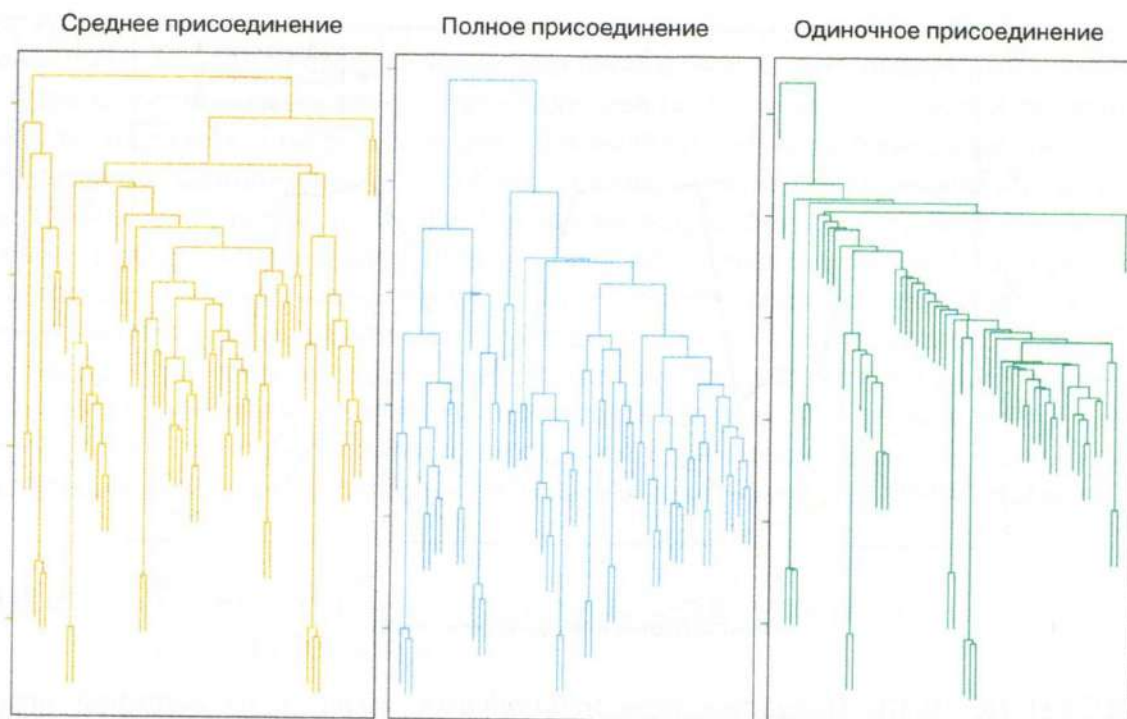 Среднее присоединение
Полное присоединение
Одиночное присоединение